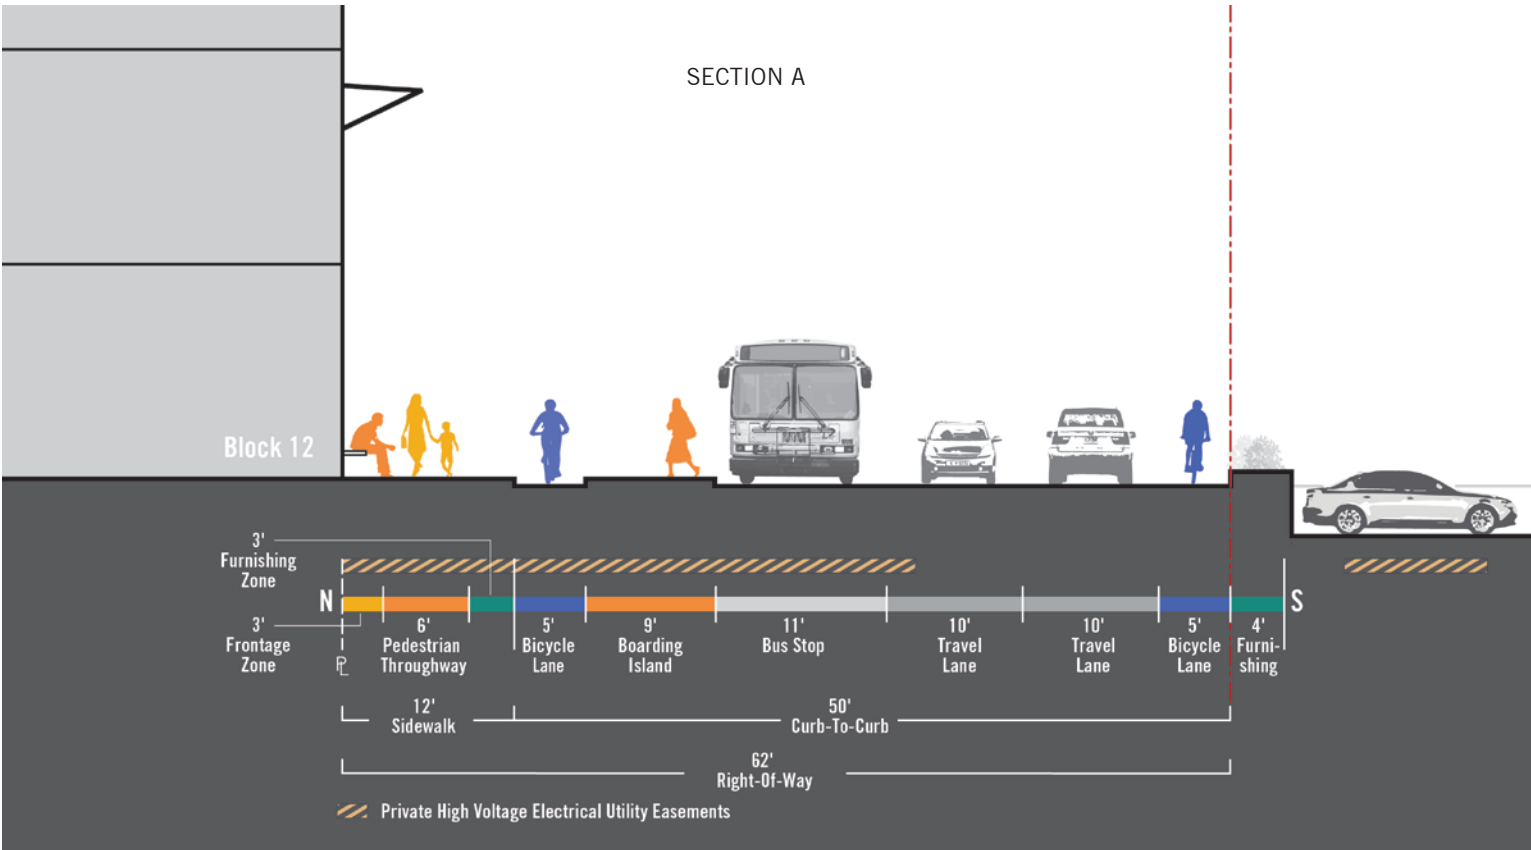 SECTION A
Block 12
3'
Furnishing
Zone
N
S
3'
Frontage
Zone
PL
6'
Pedestrian
Throughway
5'
Bicycle
Lane
9'
Boarding
Island
11'
Bus Stop
10'
Travel
Lane
10'
Travel
Lane
5'
Bicycle
Lane
4'
Furni-
shing
12'
Sidewalk
50'
Curb-To-Curb
62'
Right-Of-Way
Private High Voltage Electrical Utility Easements